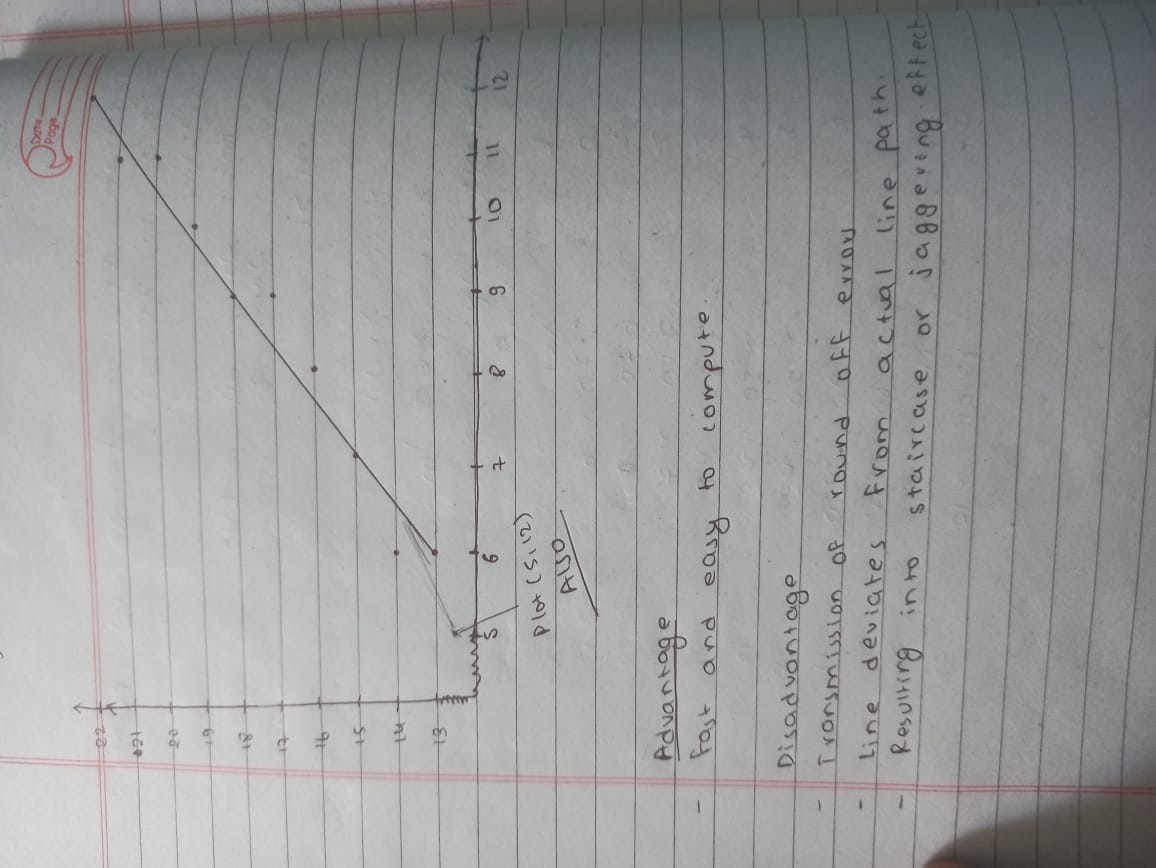 Date
Page
22
21
20
19
18
17
16
15
14
13
5 6 7 8 9 10 11 12
Plot (5,12)
Also
Advantage
- Fast and easy to compute.
Disadvantage
- Transmission of round off error
- Line deviates from actual line path.
- Resulting into staircase or jaggering effect.